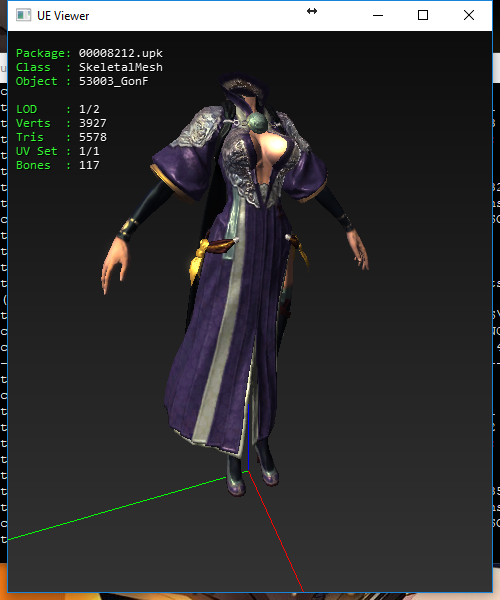 UE Viewer
Package: 00008212.upk
Class : SkeletalMesh
Object : 53003_GonF
LOD : 1/2
Verts : 3927
Tris : 5578
UV Set : 1/1
Bones : 117